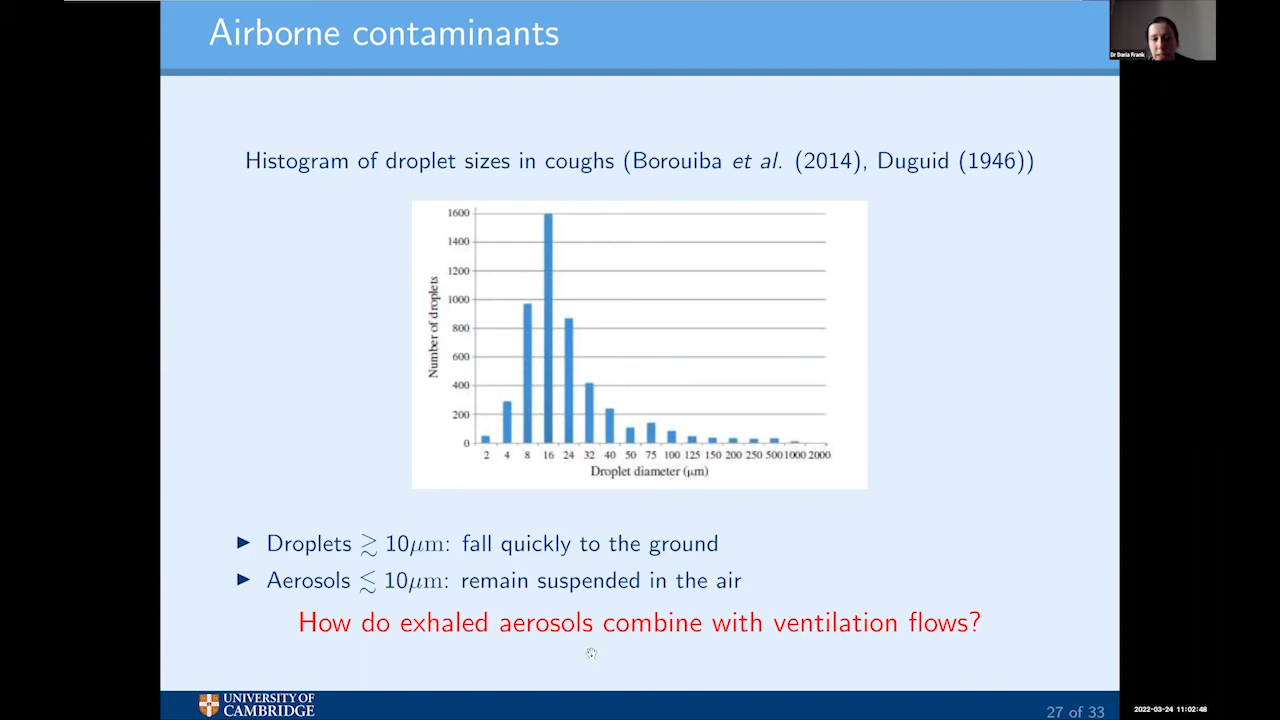 Airborne contaminants
Dr Daria Frank
Histogram of droplet sizes in coughs (Borouiba et al. (2014), Duguid (1946))
1600
1400
1200
1000
800
600
400
200
0
Number of droplets
2 4 8 16 24 32 40 50 75 100 125 150 200 250 500 1000 2000
Droplet diameter (μm)
▶ Droplets ≳ 10μm: fall quickly to the ground
▶ Aerosols ≲ 10μm: remain suspended in the air
How do exhaled aerosols combine with ventilation flows?
UNIVERSITY OF
CAMBRIDGE
27 of 33
2022-03-24 11:02:48